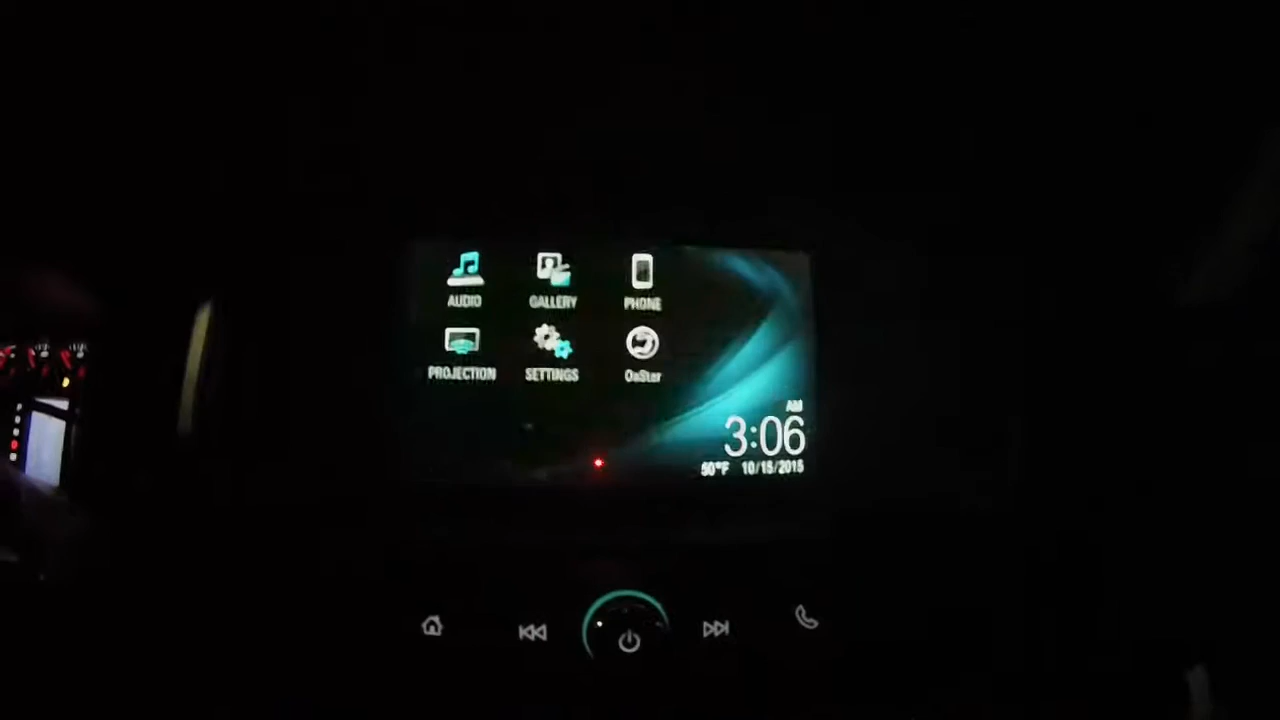 AUDIO GALLERY PHONE
PROJECTION SETTINGS OnStar
AM
3:06
50°F 10/15/2015